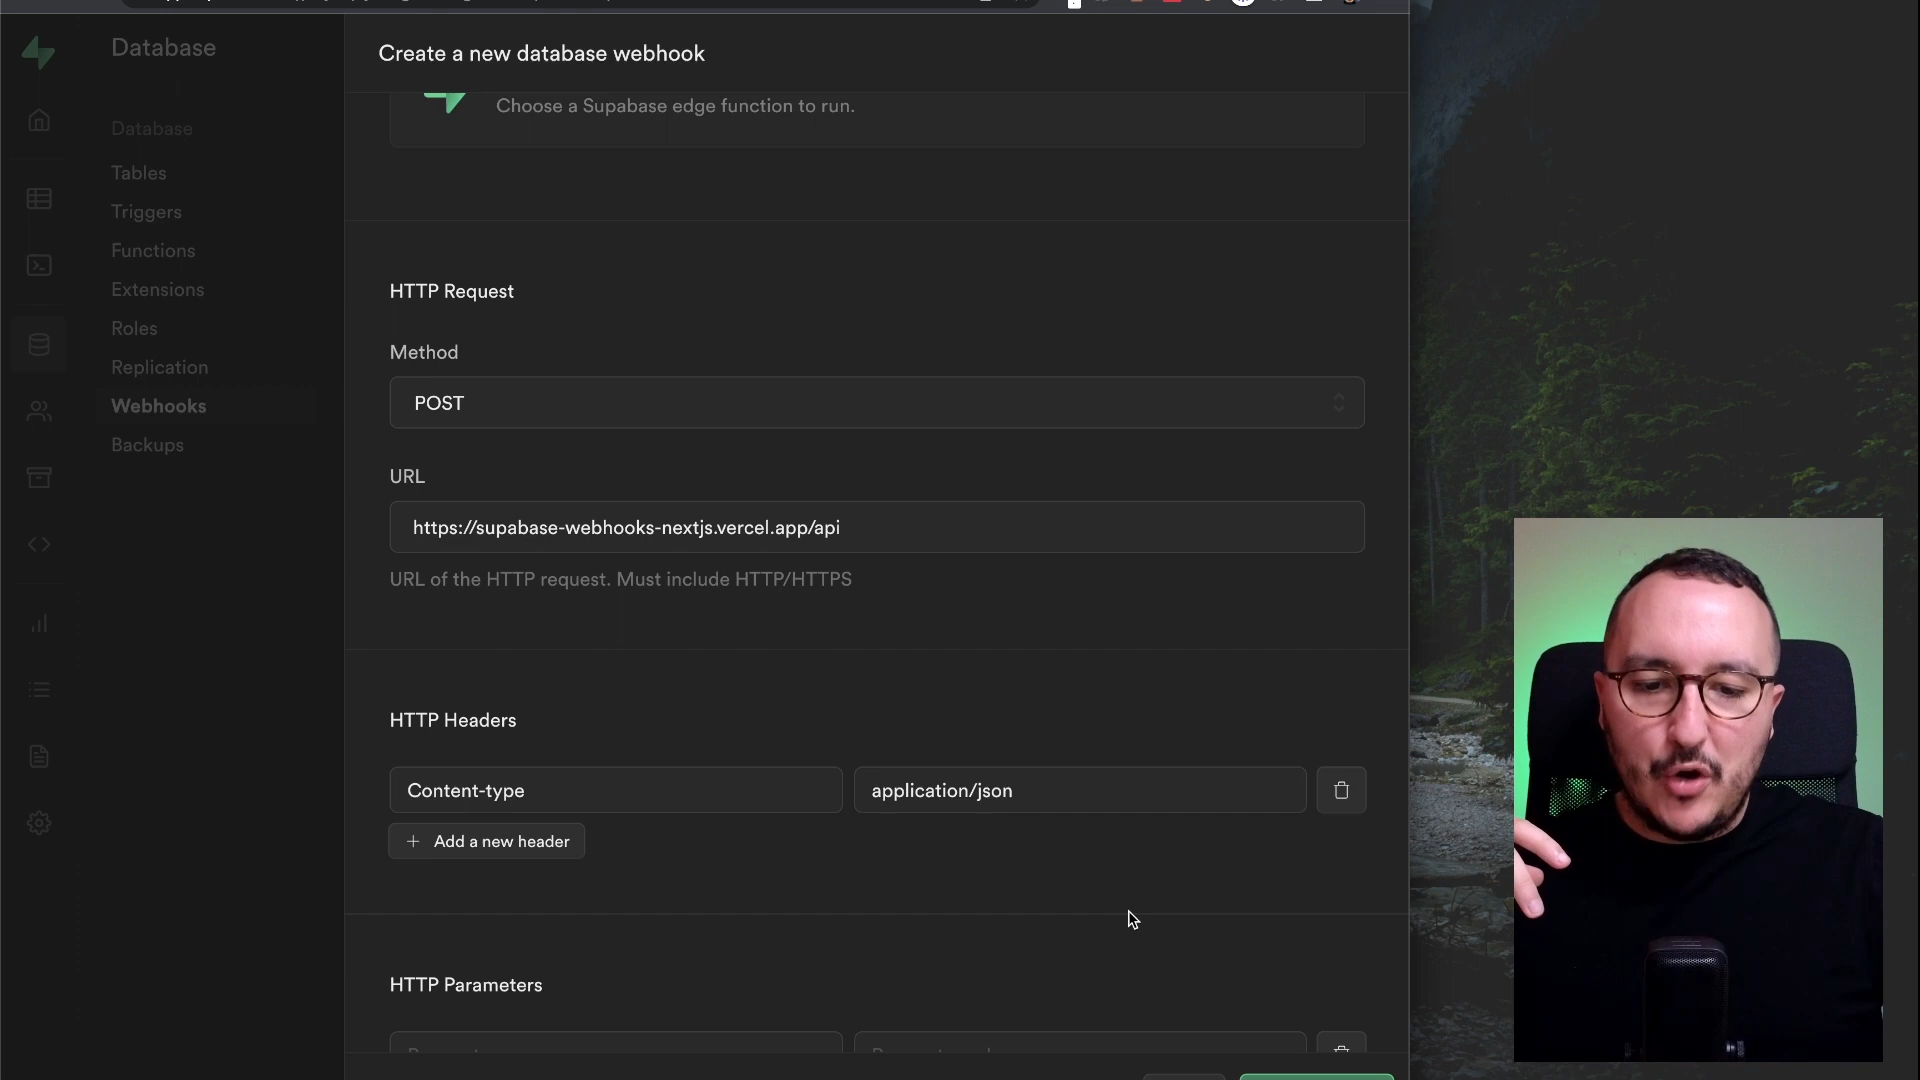 Database
Create a new database webhook
Choose a Supabase edge function to run.
Database
Tables
Triggers
Functions
Extensions
Roles
Replication
Webhooks
Backups
HTTP Request
Method
POST
URL
https://supabase-webhooks-nextjs.vercel.app/api
URL of the HTTP request. Must include HTTP/HTTPS
HTTP Headers
Content-type
application/json
Add a new header
HTTP Parameters